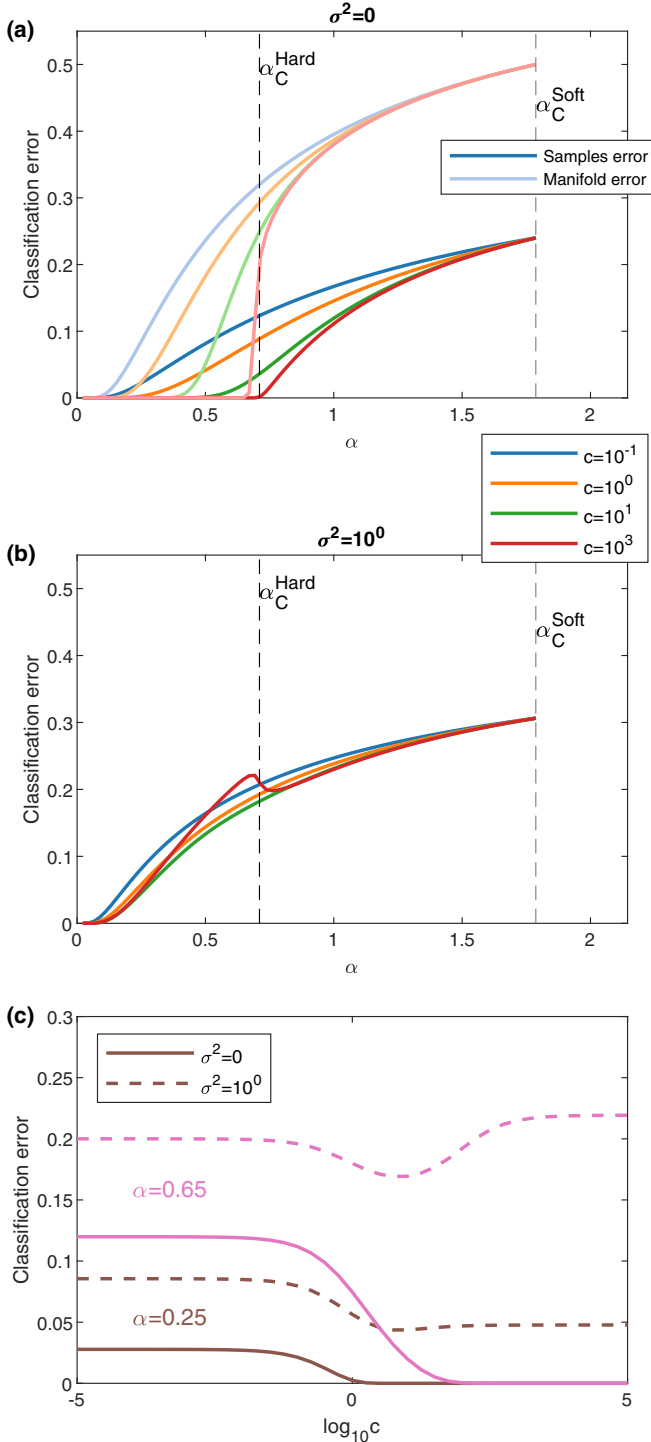 (a)
σ²=0
0.5
0.4
0.3
0.2
0.1
0
Classification error
α_C^Hard
α_C^Soft
Samples error
Manifold error
0 0.5 1 1.5 2
α
c=10⁻¹
c=10⁰
c=10¹
c=10³
(b)
σ²=10⁰
0.5
0.4
0.3
0.2
0.1
0
Classification error
α_C^Hard
α_C^Soft
0 0.5 1 1.5 2
α
(c)
0.3
0.25
0.2
0.15
0.1
0.05
0
Classification error
σ²=0
σ²=10⁰
α=0.65
α=0.25
-5 0 5
log₁₀c